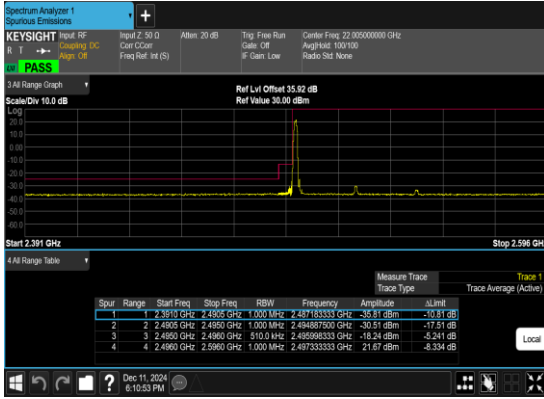 Spectrum Analyzer 1
Spurious Emissions
+
KEYSIGHT Input: RF
R T Coupling: DC
Align: Off
PASS
Input Z: 50 Ω
Corr CCorr
Freq Ref: Int (S)
Atten: 20 dB
Trig: Free Run
Gate: Off
IF Gain: Low
Center Freq: 22.005000000 GHz
Avg|Hold: 100/100
Radio Std: None
3 All Range Graph
Ref Lvl Offset 35.92 dB
Scale/Div 10.0 dB Ref Value 30.00 dBm
Log
20.0
10.0
0.0
-10.0
-20.0
-30.0
-40.0
-50.0
-60.0
Start 2.391 GHz Stop 2.596 GH
4 All Range Table
Measure Trace Trace 1
Trace Type Trace Average (Active)
Spur Range Start Freq Stop Freq RBW Frequency Amplitude ΔLimit
1 1 2.3910 GHz 2.4905 GHz 1.000 MHz 2.487183333 GHz -35.81 dBm -10.81 dB
2 2 2.4905 GHz 2.4950 GHz 1.000 MHz 2.494887500 GHz -30.51 dBm -17.51 dB
3 3 2.4950 GHz 2.4960 GHz 510.0 kHz 2.495998333 GHz -18.24 dBm -5.241 dB
4 4 2.4960 GHz 2.5960 GHz 1.000 MHz 2.497333333 GHz 21.67 dBm -8.334 dB
Local
?
Dec 11, 2024
6:10:53 PM